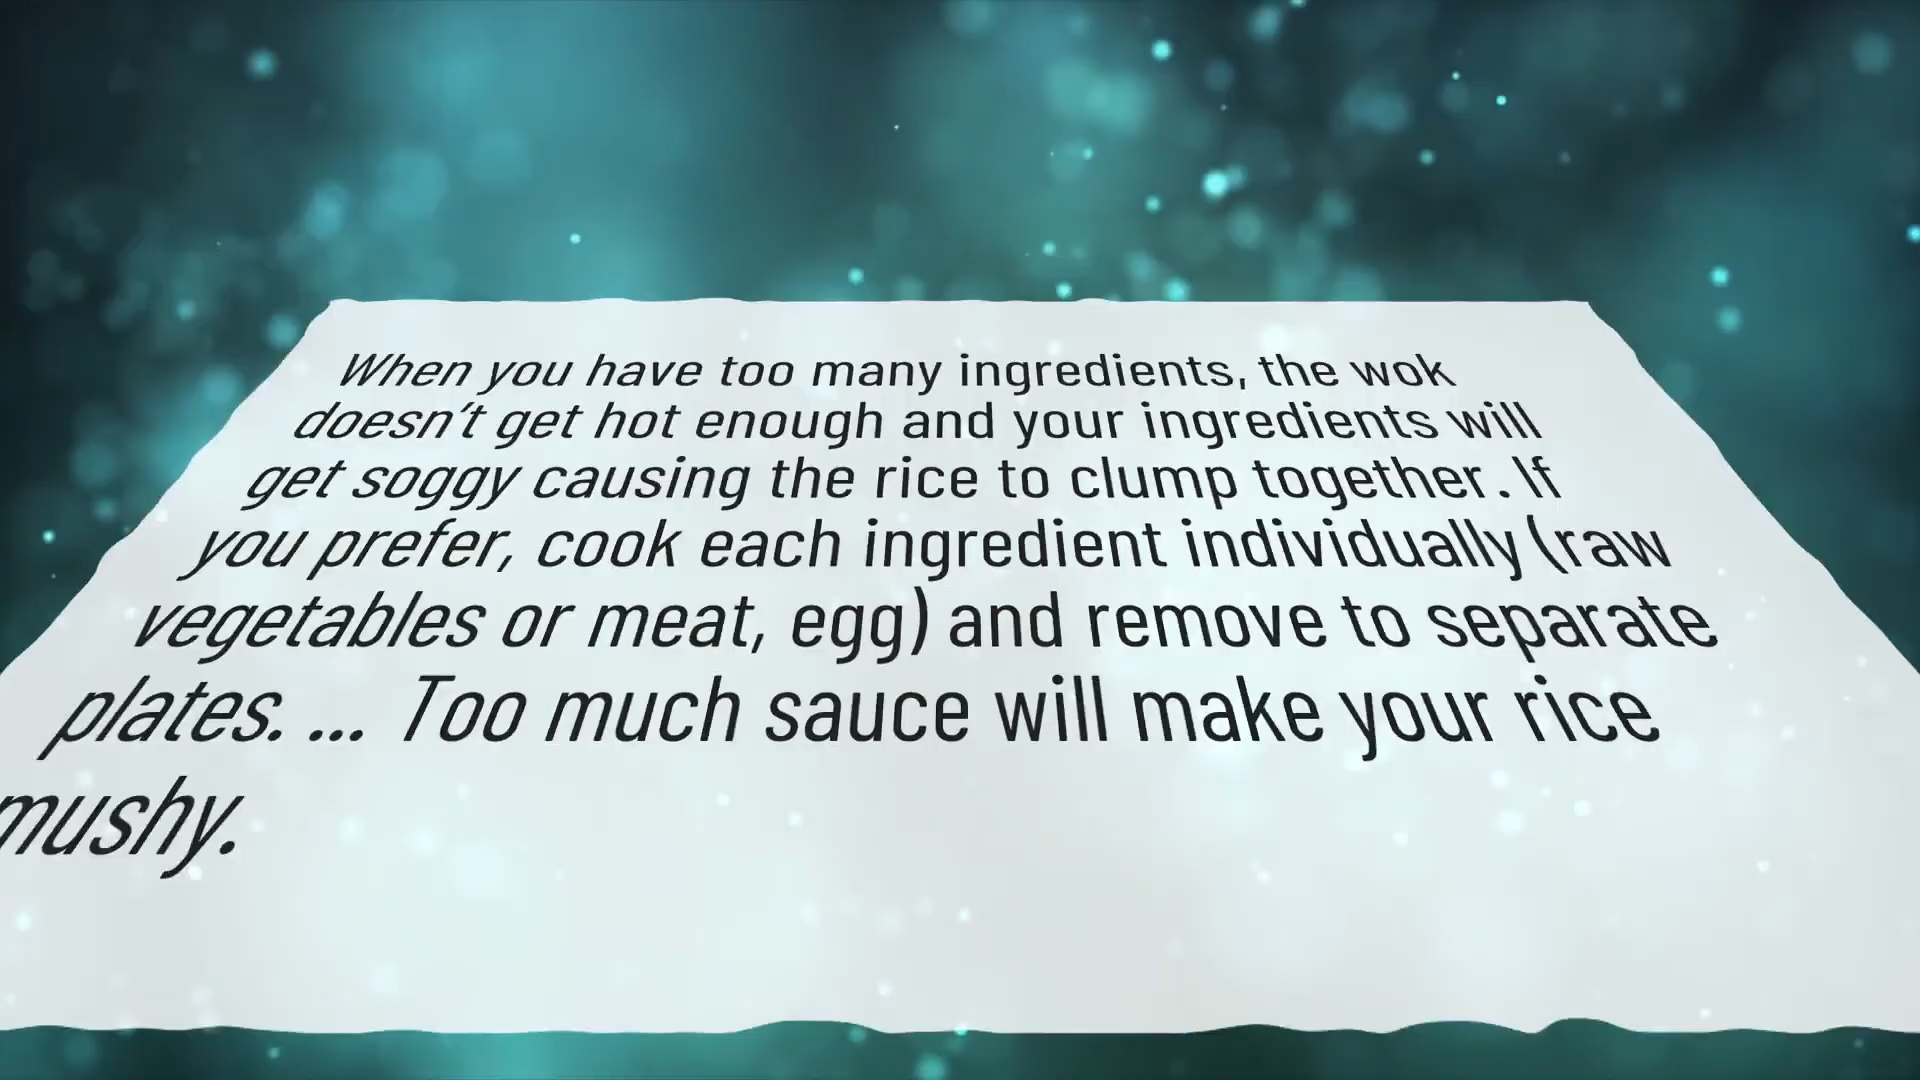 When you have too many ingredients, the wok
doesn’t get hot enough and your ingredients will
get soggy causing the rice to clump together. If
you prefer, cook each ingredient individually (raw
vegetables or meat, egg) and remove to separate
plates. ... Too much sauce will make your rice
mushy.